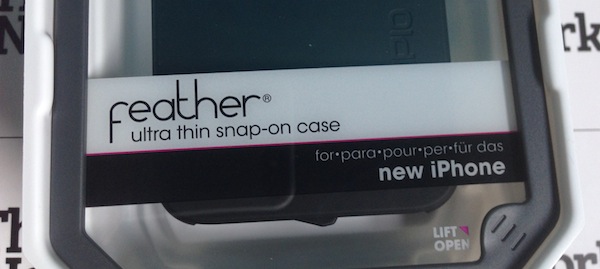 feather®
ultra thin snap-on case
for•para•pour•per•für das
new iPhone
LIFT
OPEN